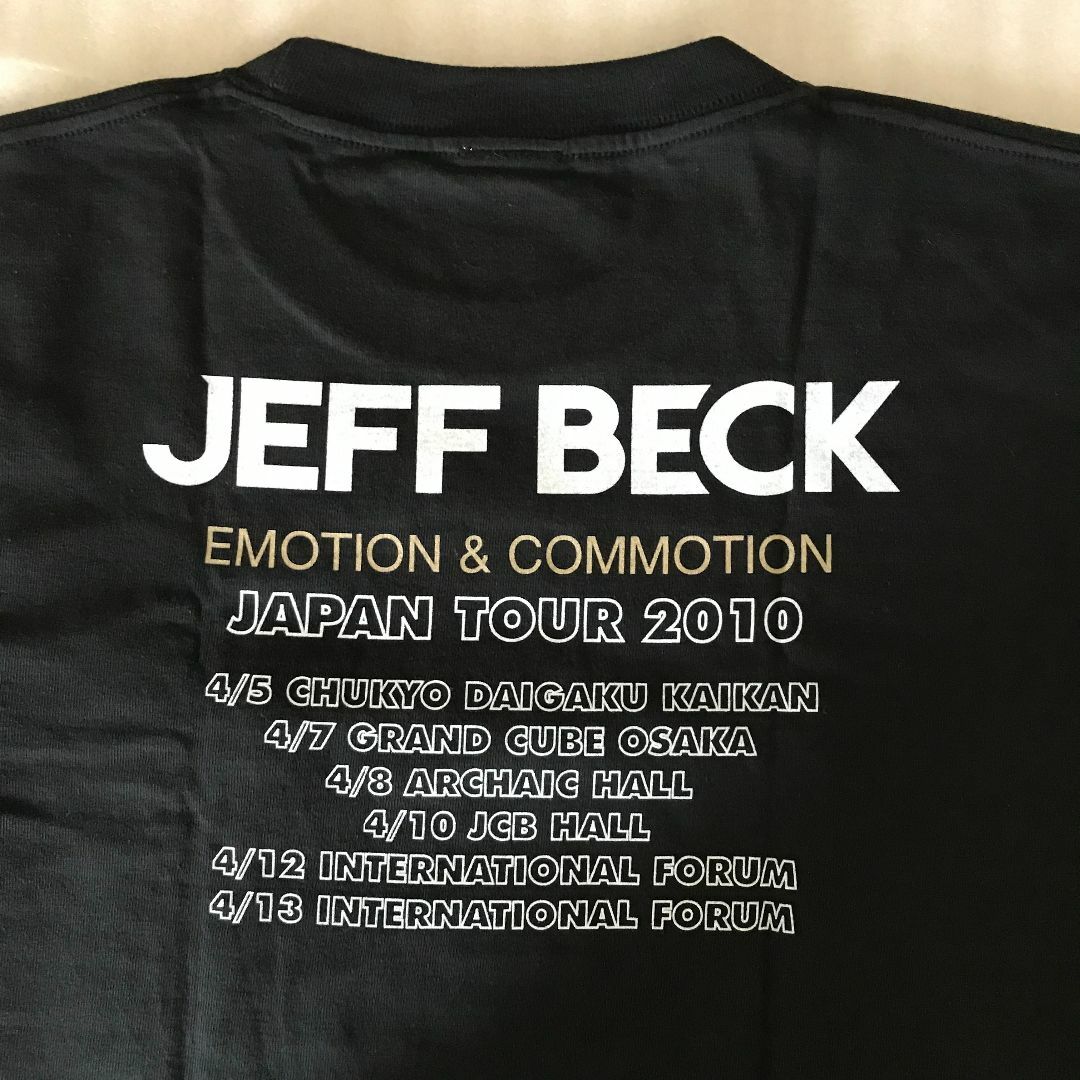 JEFF BECK
EMOTION & COMMOTION
JAPAN TOUR 2010
4/5 CHUKYO DAIGAKU KAIKAN
4/7 GRAND CUBE OSAKA
4/8 ARCHAIC HALL
4/10 JCB HALL
4/12 INTERNATIONAL FORUM
4/13 INTERNATIONAL FORUM